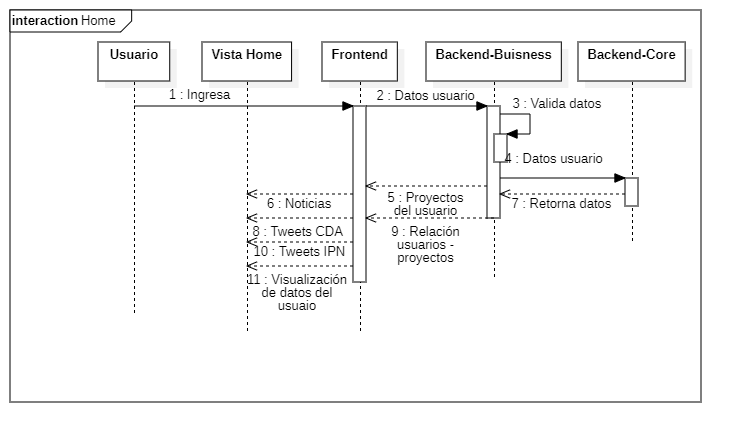 interaction Home
Usuario
Vista Home
Frontend
Backend-Buisness
Backend-Core
1 : Ingresa
2 : Datos usuario
3 : Valida datos
4 : Datos usuario
5 : Proyectos
del usuario
6 : Noticias
7 : Retorna datos
8 : Tweets CDA
9 : Relación
usuarios -
proyectos
10 : Tweets IPN
11 : Visualización
de datos del
usuaio